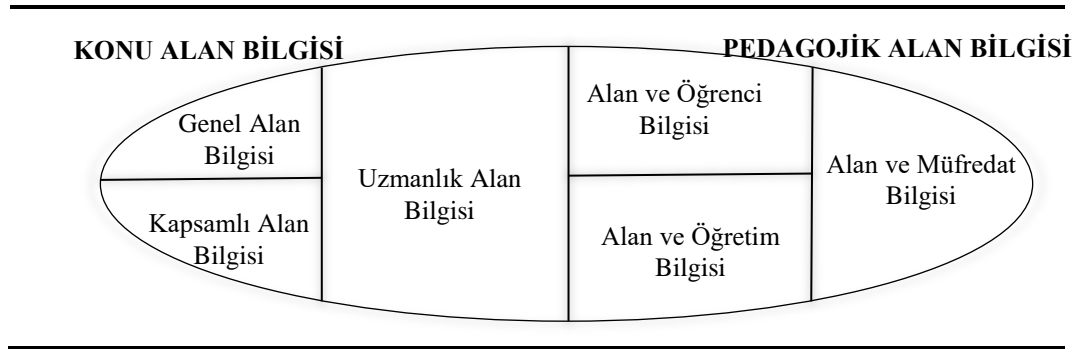 KONU ALAN BİLGİSİ
PEDAGOJİK ALAN BİLGİSİ
Genel Alan
Bilgisi
Kapsamlı Alan
Bilgisi
Uzmanlık Alan
Bilgisi
Alan ve Öğrenci
Bilgisi
Alan ve Öğretim
Bilgisi
Alan ve Müfredat
Bilgisi